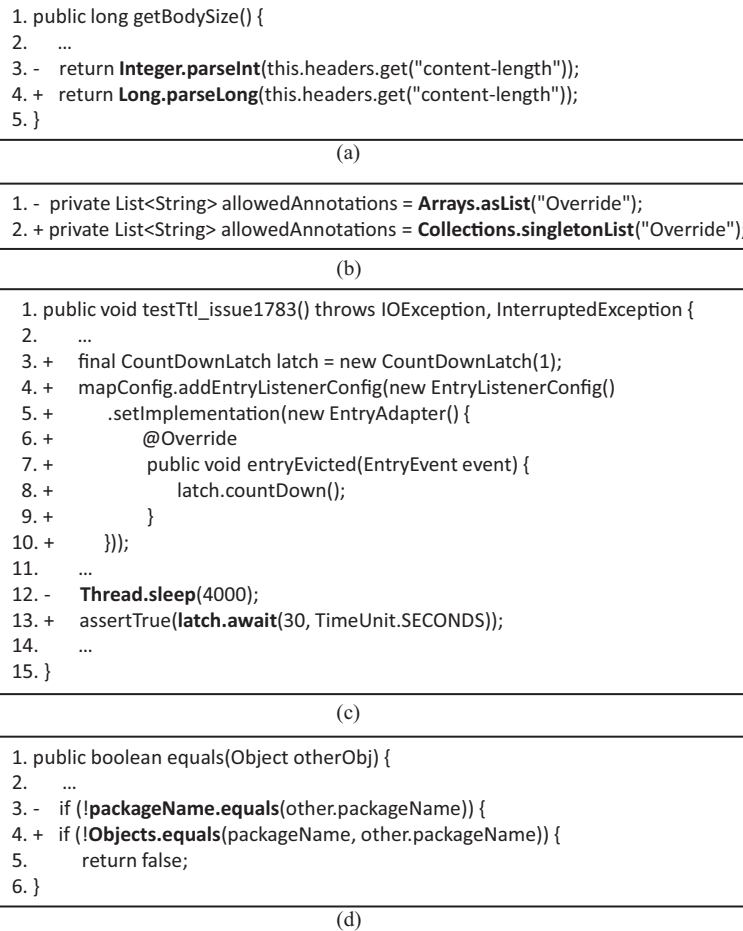 1. public long getBodySize() {
2. …
3. - return Integer.parseInt(this.headers.get("content-length"));
4. + return Long.parseLong(this.headers.get("content-length"));
5. }
(a)
1. - private List<String> allowedAnnotations = Arrays.asList("Override");
2. + private List<String> allowedAnnotations = Collections.singletonList("Override");
(b)
1. public void testTtl_issue1783() throws IOException, InterruptedException {
2. …
3. + final CountDownLatch latch = new CountDownLatch(1);
4. + mapConfig.addEntryListenerConfig(new EntryListenerConfig()
5. + .setImplementation(new EntryAdapter() {
6. + @Override
7. + public void entryEvicted(EntryEvent event) {
8. + latch.countDown();
9. + }
10. + }));
11. …
12. - Thread.sleep(4000);
13. + assertTrue(latch.await(30, TimeUnit.SECONDS));
14. …
15. }
(c)
1. public boolean equals(Object otherObj) {
2. …
3. - if (!packageName.equals(other.packageName)) {
4. + if (!Objects.equals(packageName, other.packageName)) {
5. return false;
6. }
(d)